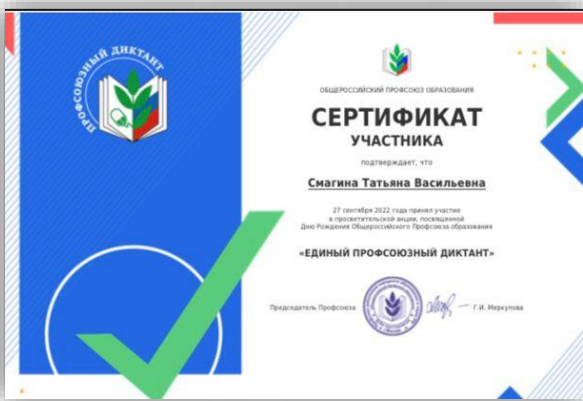 ПРОФСОЮЗНЫЙ ДИКТАНТ
ОБЩЕРОССИЙСКИЙ ПРОФСОЮЗ ОБРАЗОВАНИЯ
СЕРТИФИКАТ
УЧАСТНИКА
подтверждает, что
Смагина Татьяна Васильевна
27 сентября 2022 года принял участие
в просветительской акции, посвященной
Дню Рождения Общероссийского Профсоюза образования
«ЕДИНЫЙ ПРОФСОЮЗНЫЙ ДИКТАНТ»
Председатель Профсоюза
Г.И. Меркулова